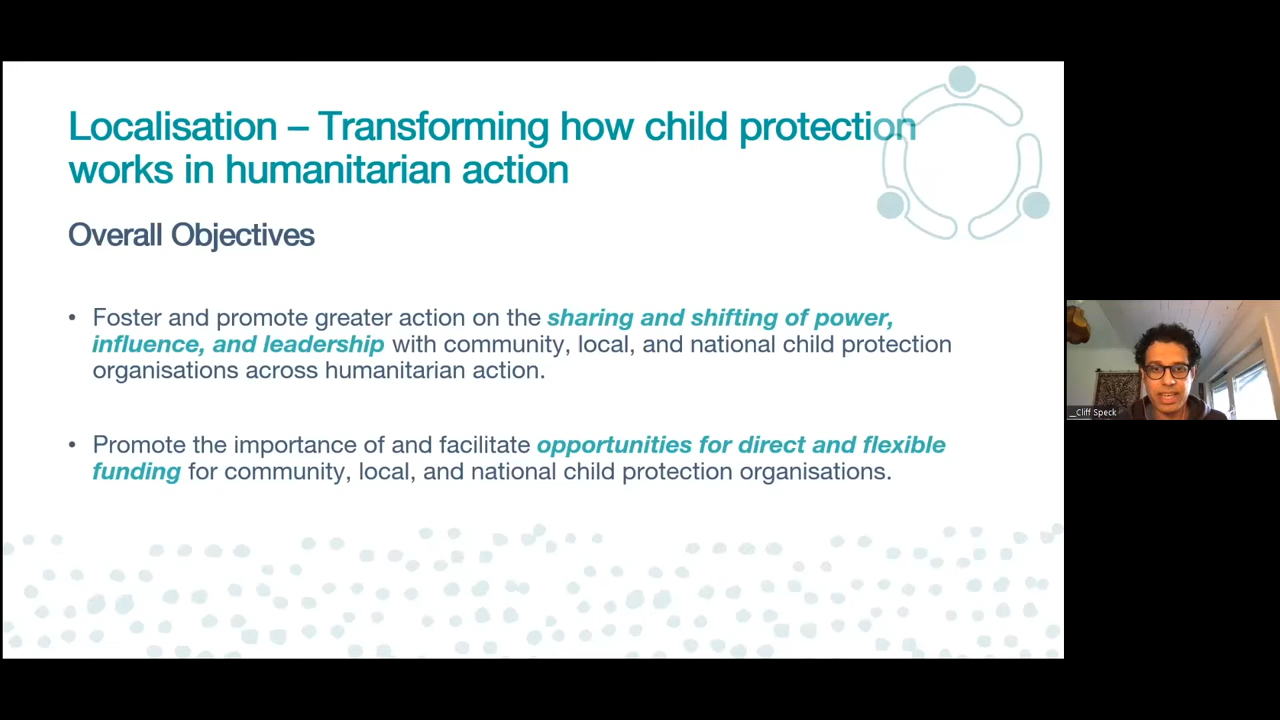 Localisation – Transforming how child protection
works in humanitarian action
Overall Objectives
• Foster and promote greater action on the sharing and shifting of power,
influence, and leadership with community, local, and national child protection
organisations across humanitarian action.
• Promote the importance of and facilitate opportunities for direct and flexible
funding for community, local, and national child protection organisations.
__Cliff Speck